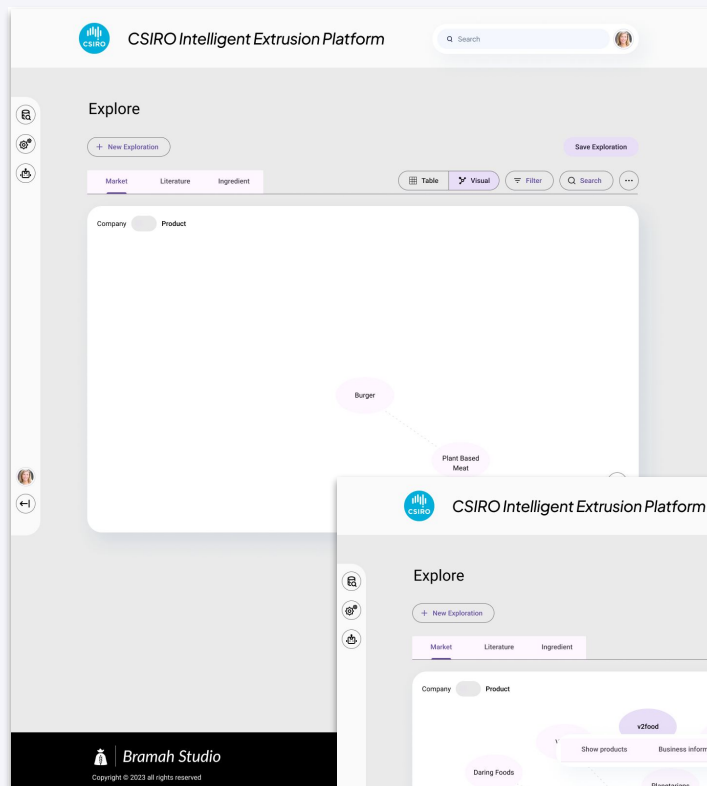 CSIRO
CSIRO Intelligent Extrusion Platform
Search
Explore
+ New Exploration
Save Exploration
Market Literature Ingredient
Table Visual Filter Search
Company Product
Burger
Plant Based
Meat
CSIRO
CSIRO Intelligent Extrusion Platform
Explore
+ New Exploration
Market Literature Ingredient
Company Product
v2food
Show products Business inform
Daring Foods
Bramah Studio
Copyright © 2023 all rights reserved